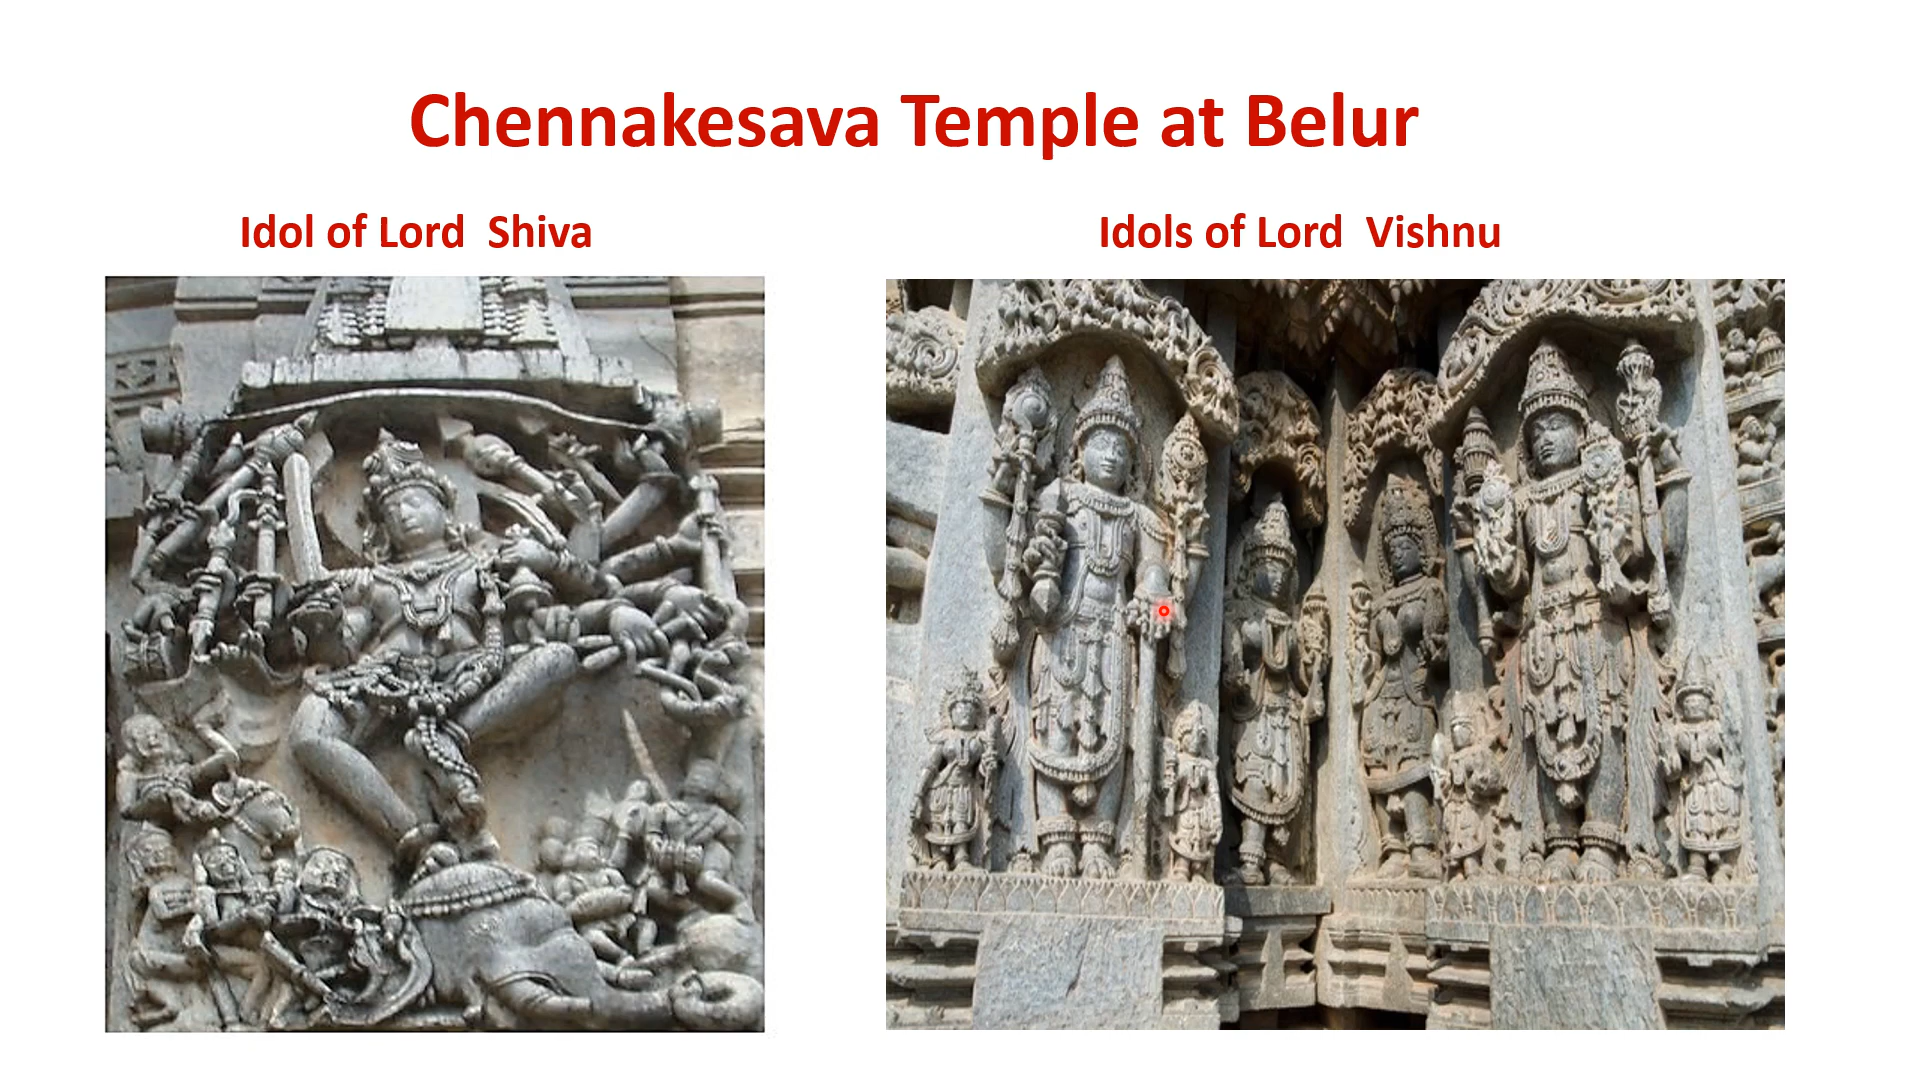 Chennakesava Temple at Belur
Idol of Lord Shiva
Idols of Lord Vishnu